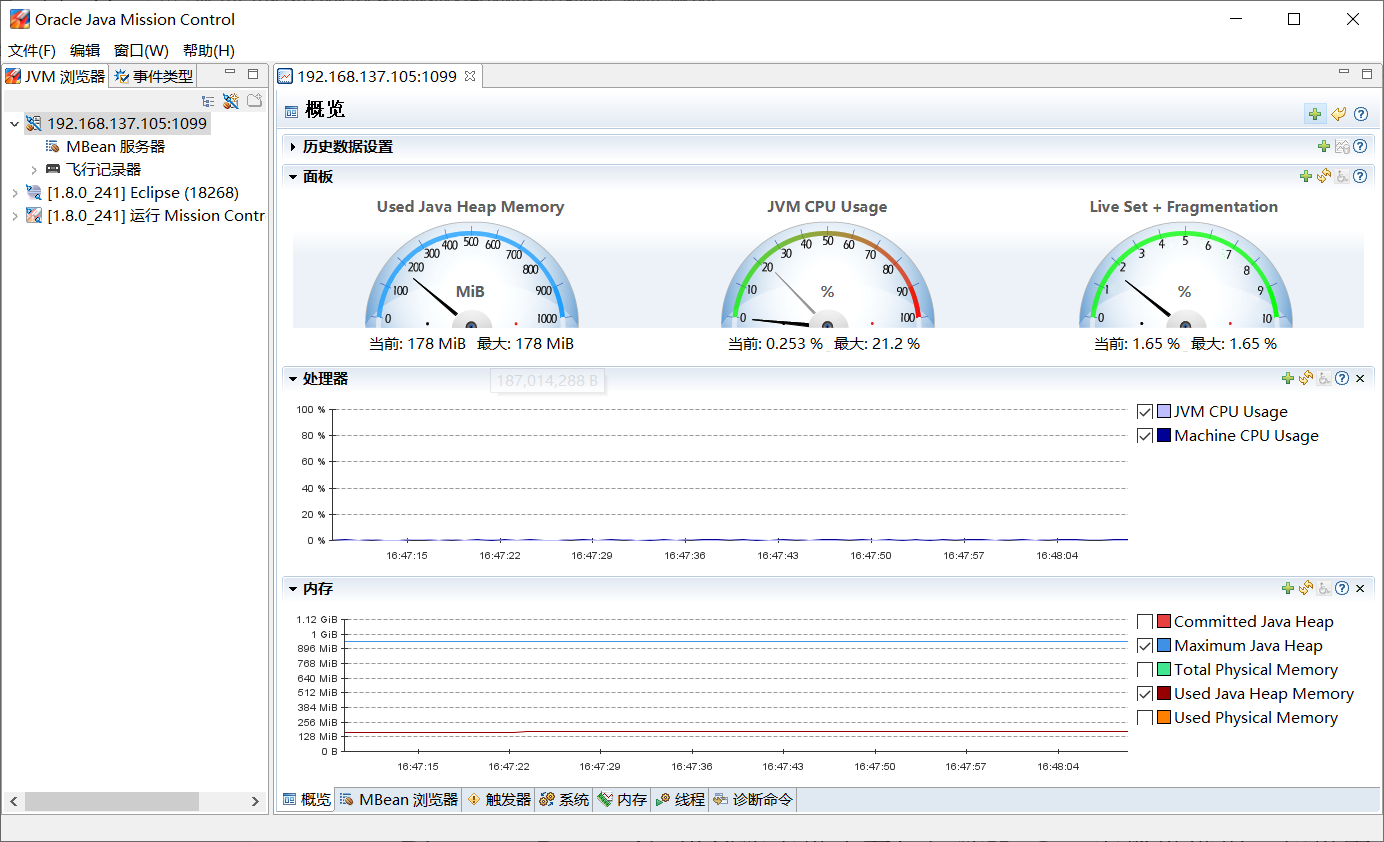 Oracle Java Mission Control
文件(F) 编辑 窗口(W) 帮助(H)
JVM 浏览器 事件类型
192.168.137.105:1099
MBean 服务器
飞行记录器
[1.8.0_241] Eclipse (18268)
[1.8.0_241] 运行 Mission Contr
192.168.137.105:1099
概览
历史数据设置
面板
Used Java Heap Memory
0 100 200 300 400 500 600 700 800 900 1000
MiB
当前: 178 MiB 最大: 178 MiB
JVM CPU Usage
0 10 20 30 40 50 60 70 80 90 100
%
当前: 0.253 % 最大: 21.2 %
Live Set + Fragmentation
0 1 2 3 4 5 6 7 8 9 10
%
当前: 1.65 % 最大: 1.65 %
处理器
187,014,288 B
100 %
80 %
60 %
40 %
20 %
0 %
16:47:15 16:47:22 16:47:29 16:47:36 16:47:43 16:47:50 16:47:57 16:48:04
JVM CPU Usage
Machine CPU Usage
内存
1.12 GiB
1 GiB
896 MiB
768 MiB
640 MiB
512 MiB
384 MiB
256 MiB
128 MiB
0 B
16:47:15 16:47:22 16:47:29 16:47:36 16:47:43 16:47:50 16:47:57 16:48:04
Committed Java Heap
Maximum Java Heap
Total Physical Memory
Used Java Heap Memory
Used Physical Memory
概览 MBean 浏览器 触发器 系统 内存 线程 诊断命令